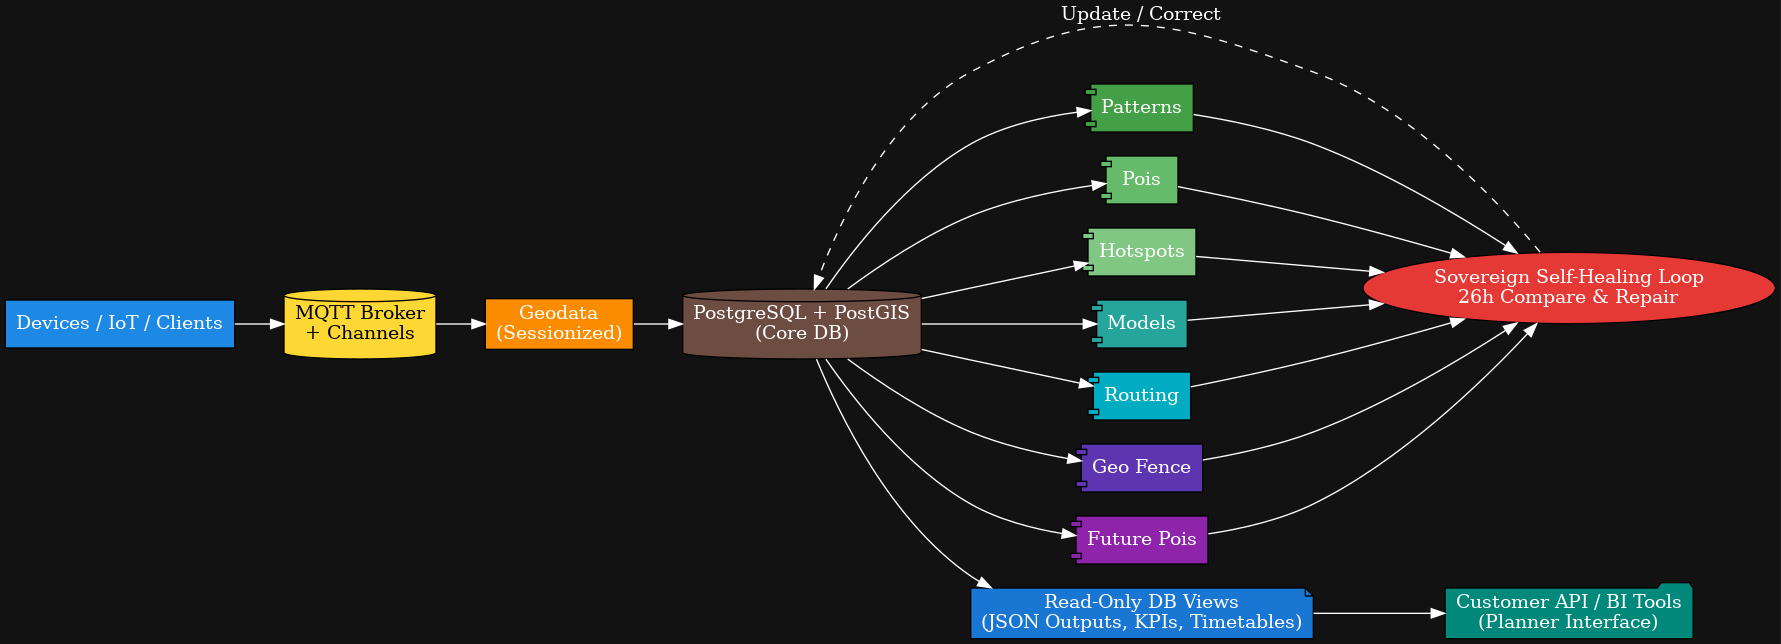 Update / Correct
Patterns
Pois
Hotspots
Sovereign Self-Healing Loop
26h Compare & Repair
Devices / IoT / Clients
MQTT Broker
+ Channels
Geodata
(Sessionized)
PostgreSQL + PostGIS
(Core DB)
Models
Routing
Geo Fence
Future Pois
Read-Only DB Views
(JSON Outputs, KPIs, Timetables)
Customer API / BI Tools
(Planner Interface)